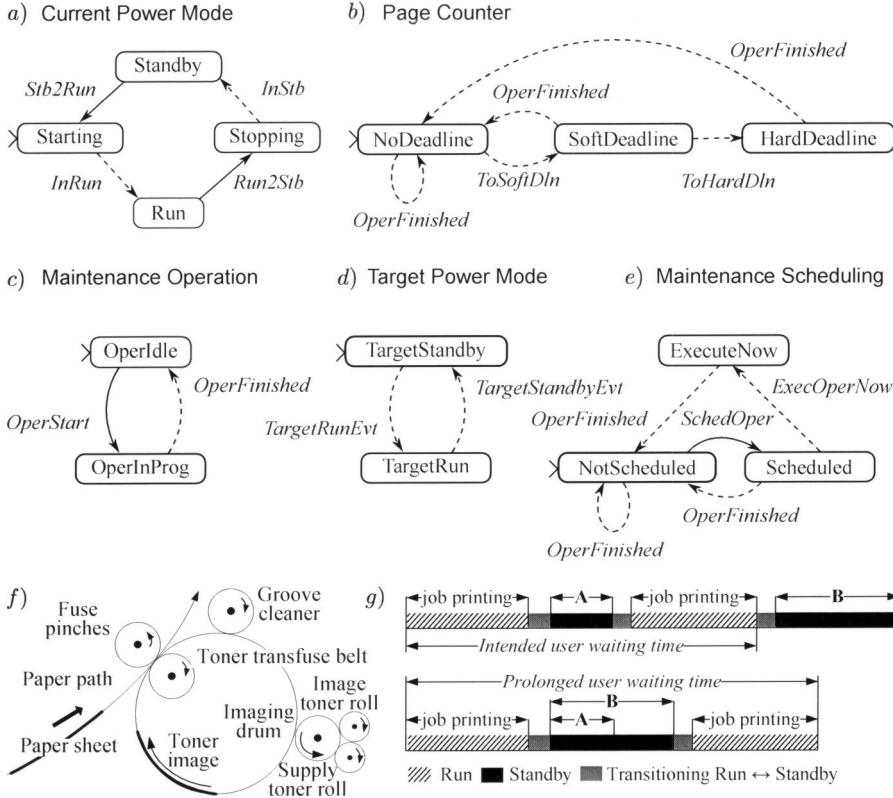 a) Current Power Mode
Standby
Stb2Run
InStb
Starting
Stopping
InRun
Run2Stb
Run
b) Page Counter
OperFinished
OperFinished
NoDeadline
SoftDeadline
HardDeadline
ToSoftDln
ToHardDln
OperFinished
c) Maintenance Operation
OperIdle
OperFinished
OperStart
OperInProg
d) Target Power Mode
TargetStandby
TargetStandbyEvt
TargetRunEvt
TargetRun
e) Maintenance Scheduling
ExecuteNow
ExecOperNow
OperFinished
SchedOper
NotScheduled
Scheduled
OperFinished
OperFinished
f)
Fuse
pinches
Groove
cleaner
Toner transfuse belt
Paper path
Image
toner roll
Imaging
drum
Paper sheet
Toner
image
Supply
toner roll
g)
job printing
A
job printing
B
Intended user waiting time
Prolonged user waiting time
B
job printing
A
job printing
Run
Standby
Transitioning Run ↔ Standby